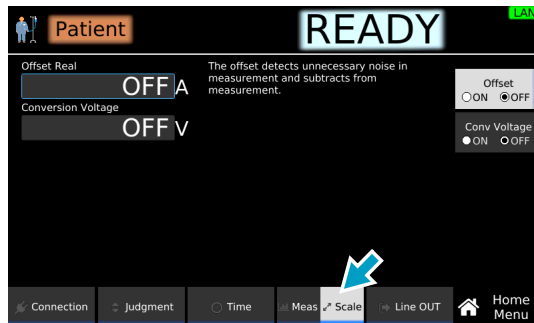 Patient
READY
LAN
Offset Real
OFF A
Conversion Voltage
OFF V
The offset detects unnecessary noise in
measurement and subtracts from
measurement.
Offset
ON OFF
Conv Voltage
ON OFF
Connection
Judgment
Time
Meas
Scale
Line OUT
Home
Menu